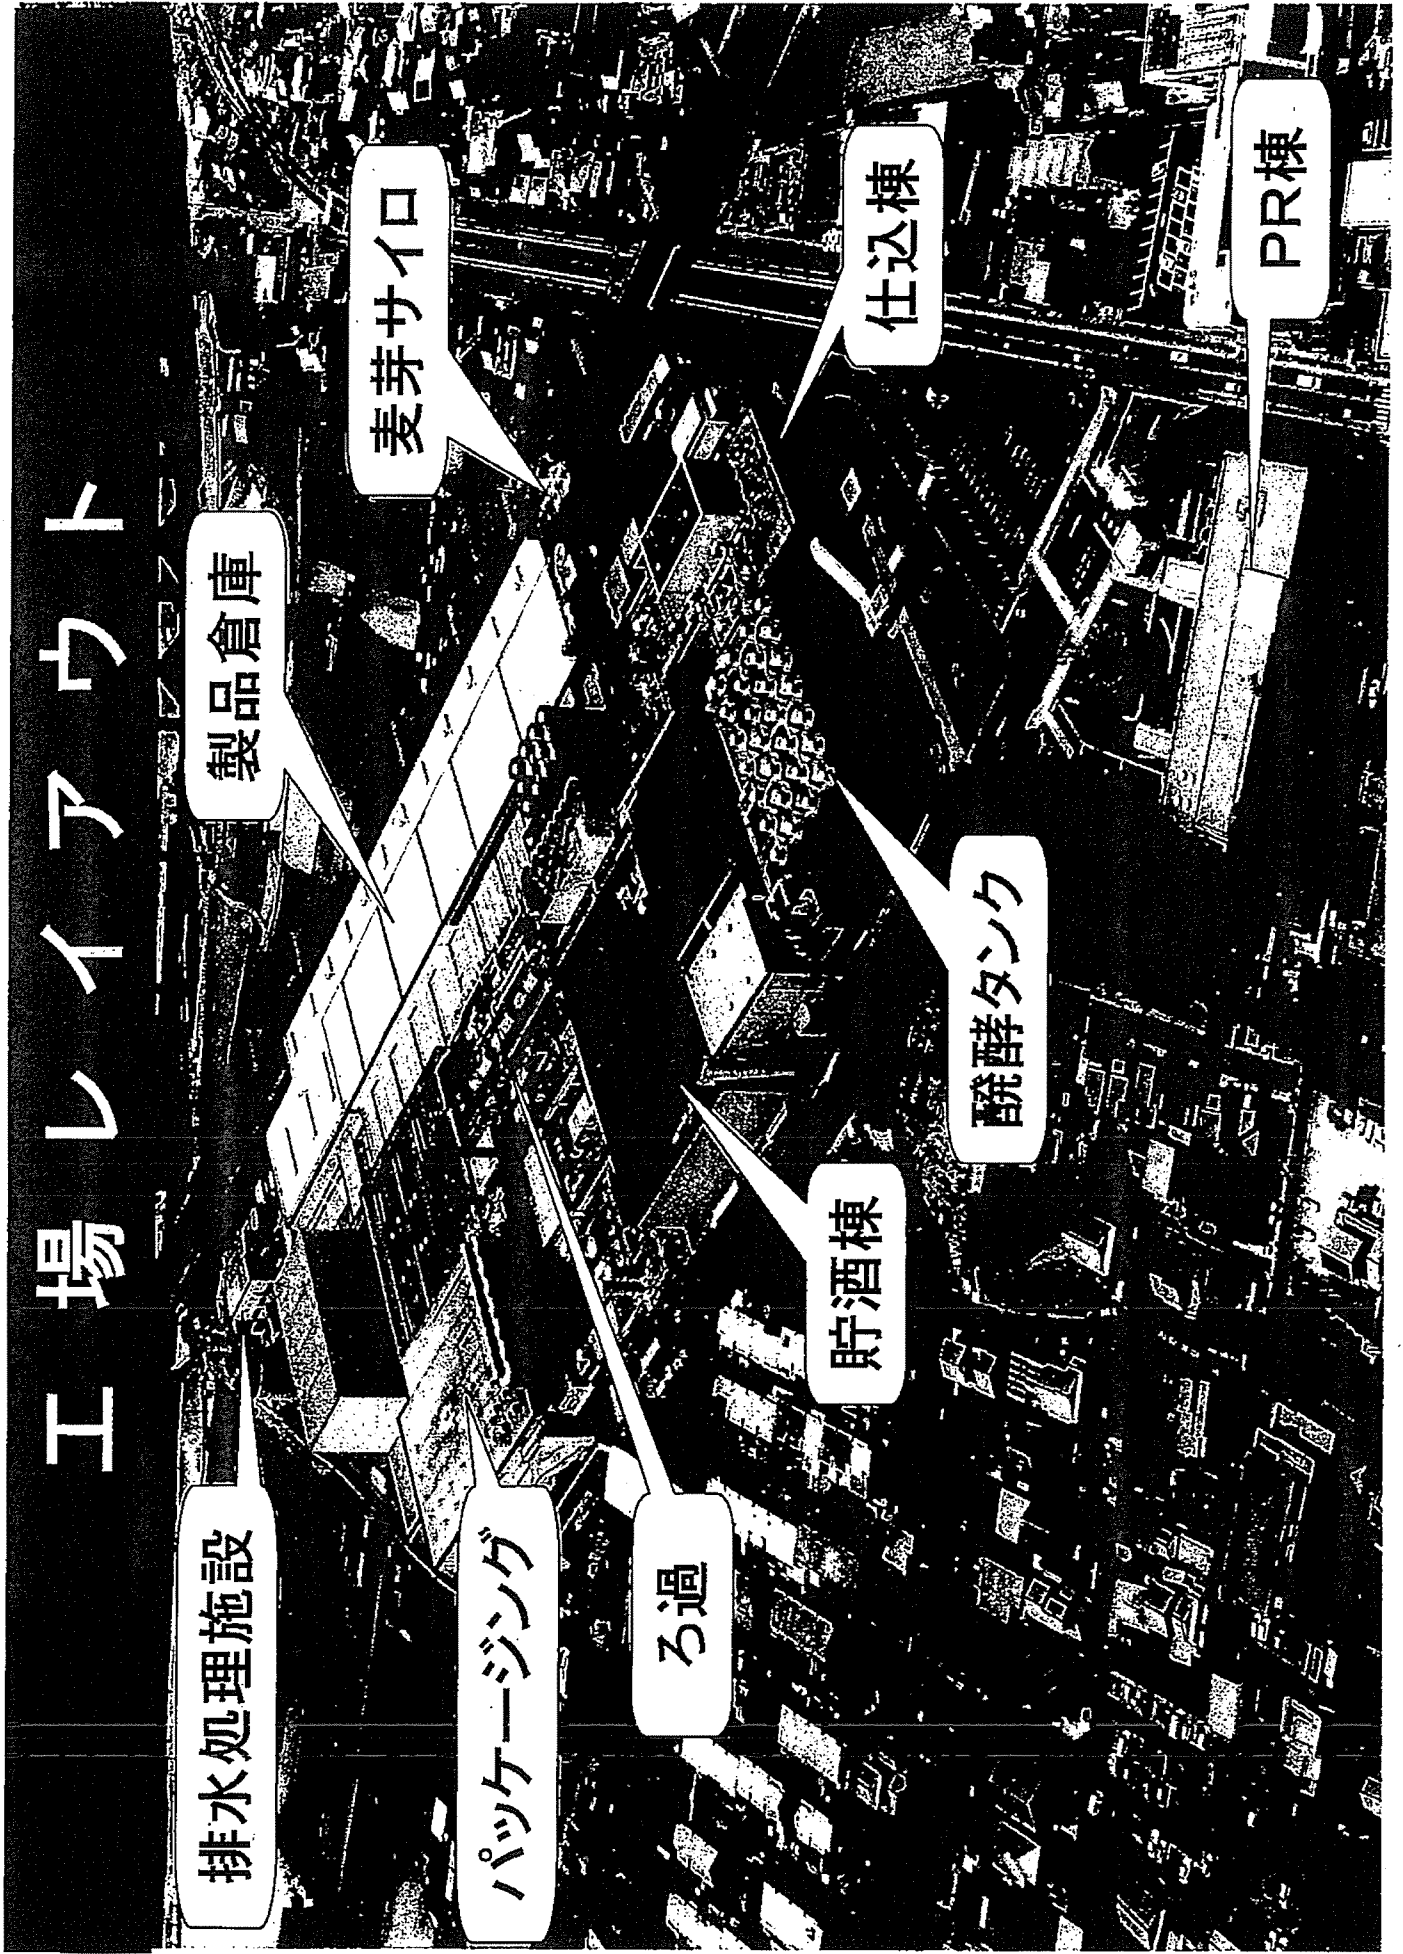 工場レイアウト
排水処理施設
製品倉庫
麦芽サイロ
パッケージング
ろ過
貯酒棟
醗酵タンク
仕込棟
PR棟